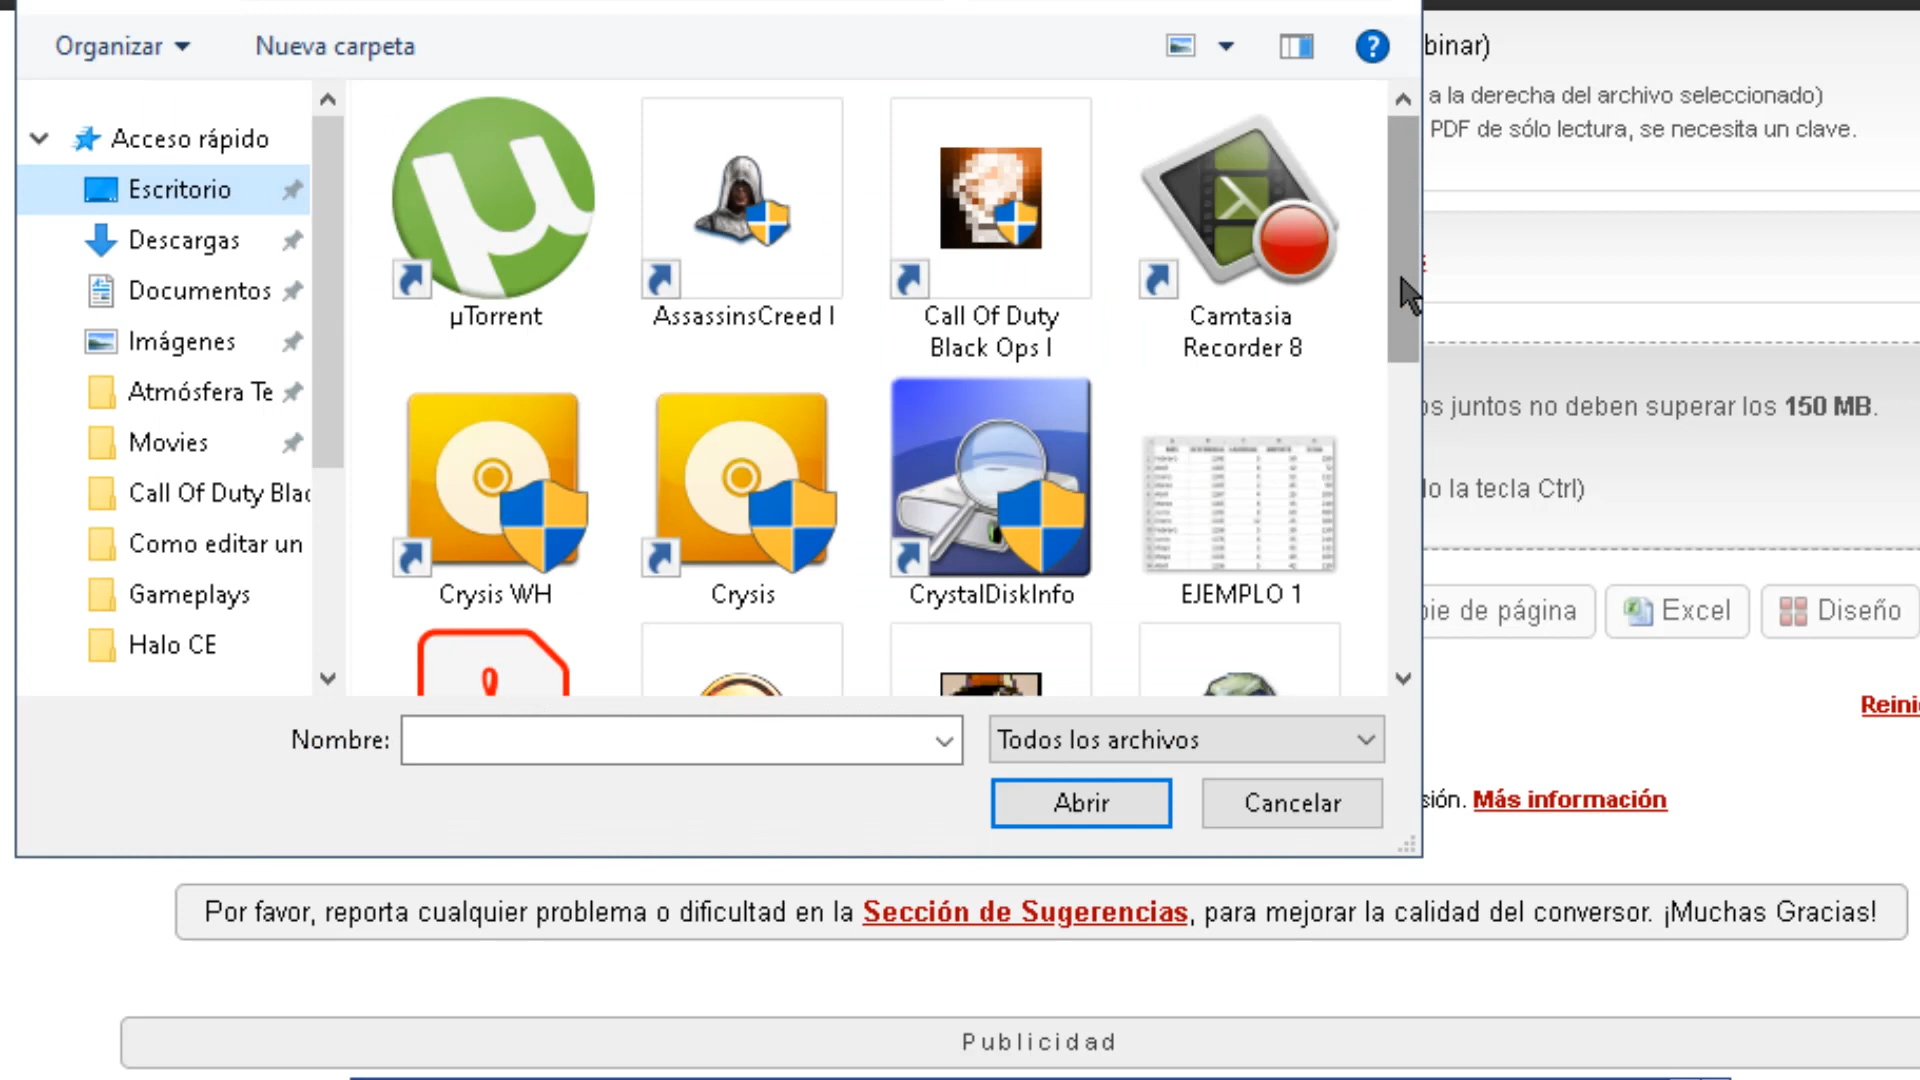 Organizar
Nueva carpeta
binar)
a la derecha del archivo seleccionado)
PDF de sólo lectura, se necesita un clave.
Acceso rápido
Escritorio
Descargas
Documentos
Imágenes
Atmósfera Te
Movies
Call Of Duty Blac
Como editar un
Gameplays
Halo CE
µTorrent
AssassinsCreed I
Call Of Duty
Black Ops I
Camtasia
Recorder 8
Crysis WH
Crysis
CrystalDiskInfo
EJEMPLO 1
os juntos no deben superar los 150 MB.
lo la tecla Ctrl)
pie de página
Excel
Diseño
Reini
Nombre:
Todos los archivos
Abrir
Cancelar
sión. Más información
Por favor, reporta cualquier problema o dificultad en la Sección de Sugerencias, para mejorar la calidad del conversor. ¡Muchas Gracias!
Publicidad